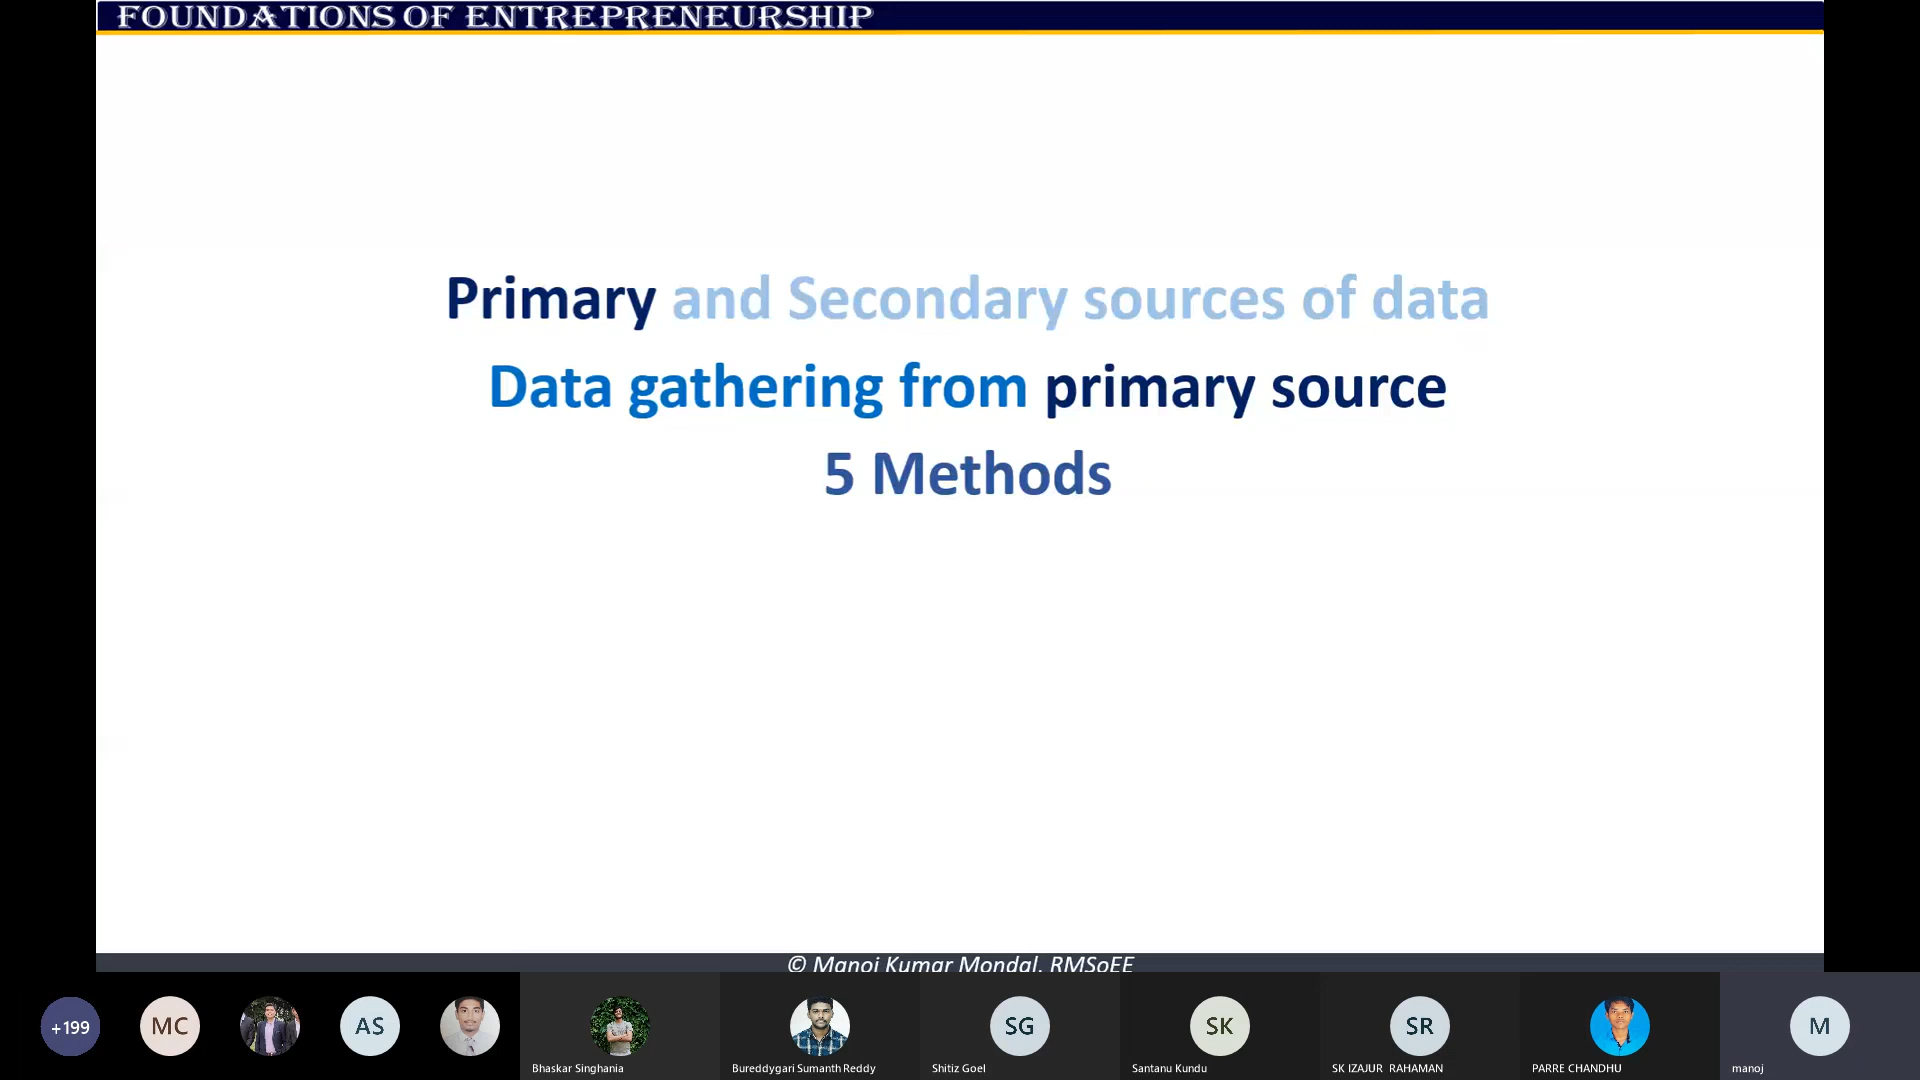 FOUNDATIONS OF ENTREPRENEURSHIP
Primary and Secondary sources of data
Data gathering from primary source
5 Methods
© Manoj Kumar Mondal, RMSoEE
+199
MC
AS
SG
SK
SR
M
Bhaskar Singhania
Bureddygari Sumanth Reddy
Shitiz Goel
Santanu Kundu
SK IZAJUR RAHAMAN
PARRE CHANDHU
manoj